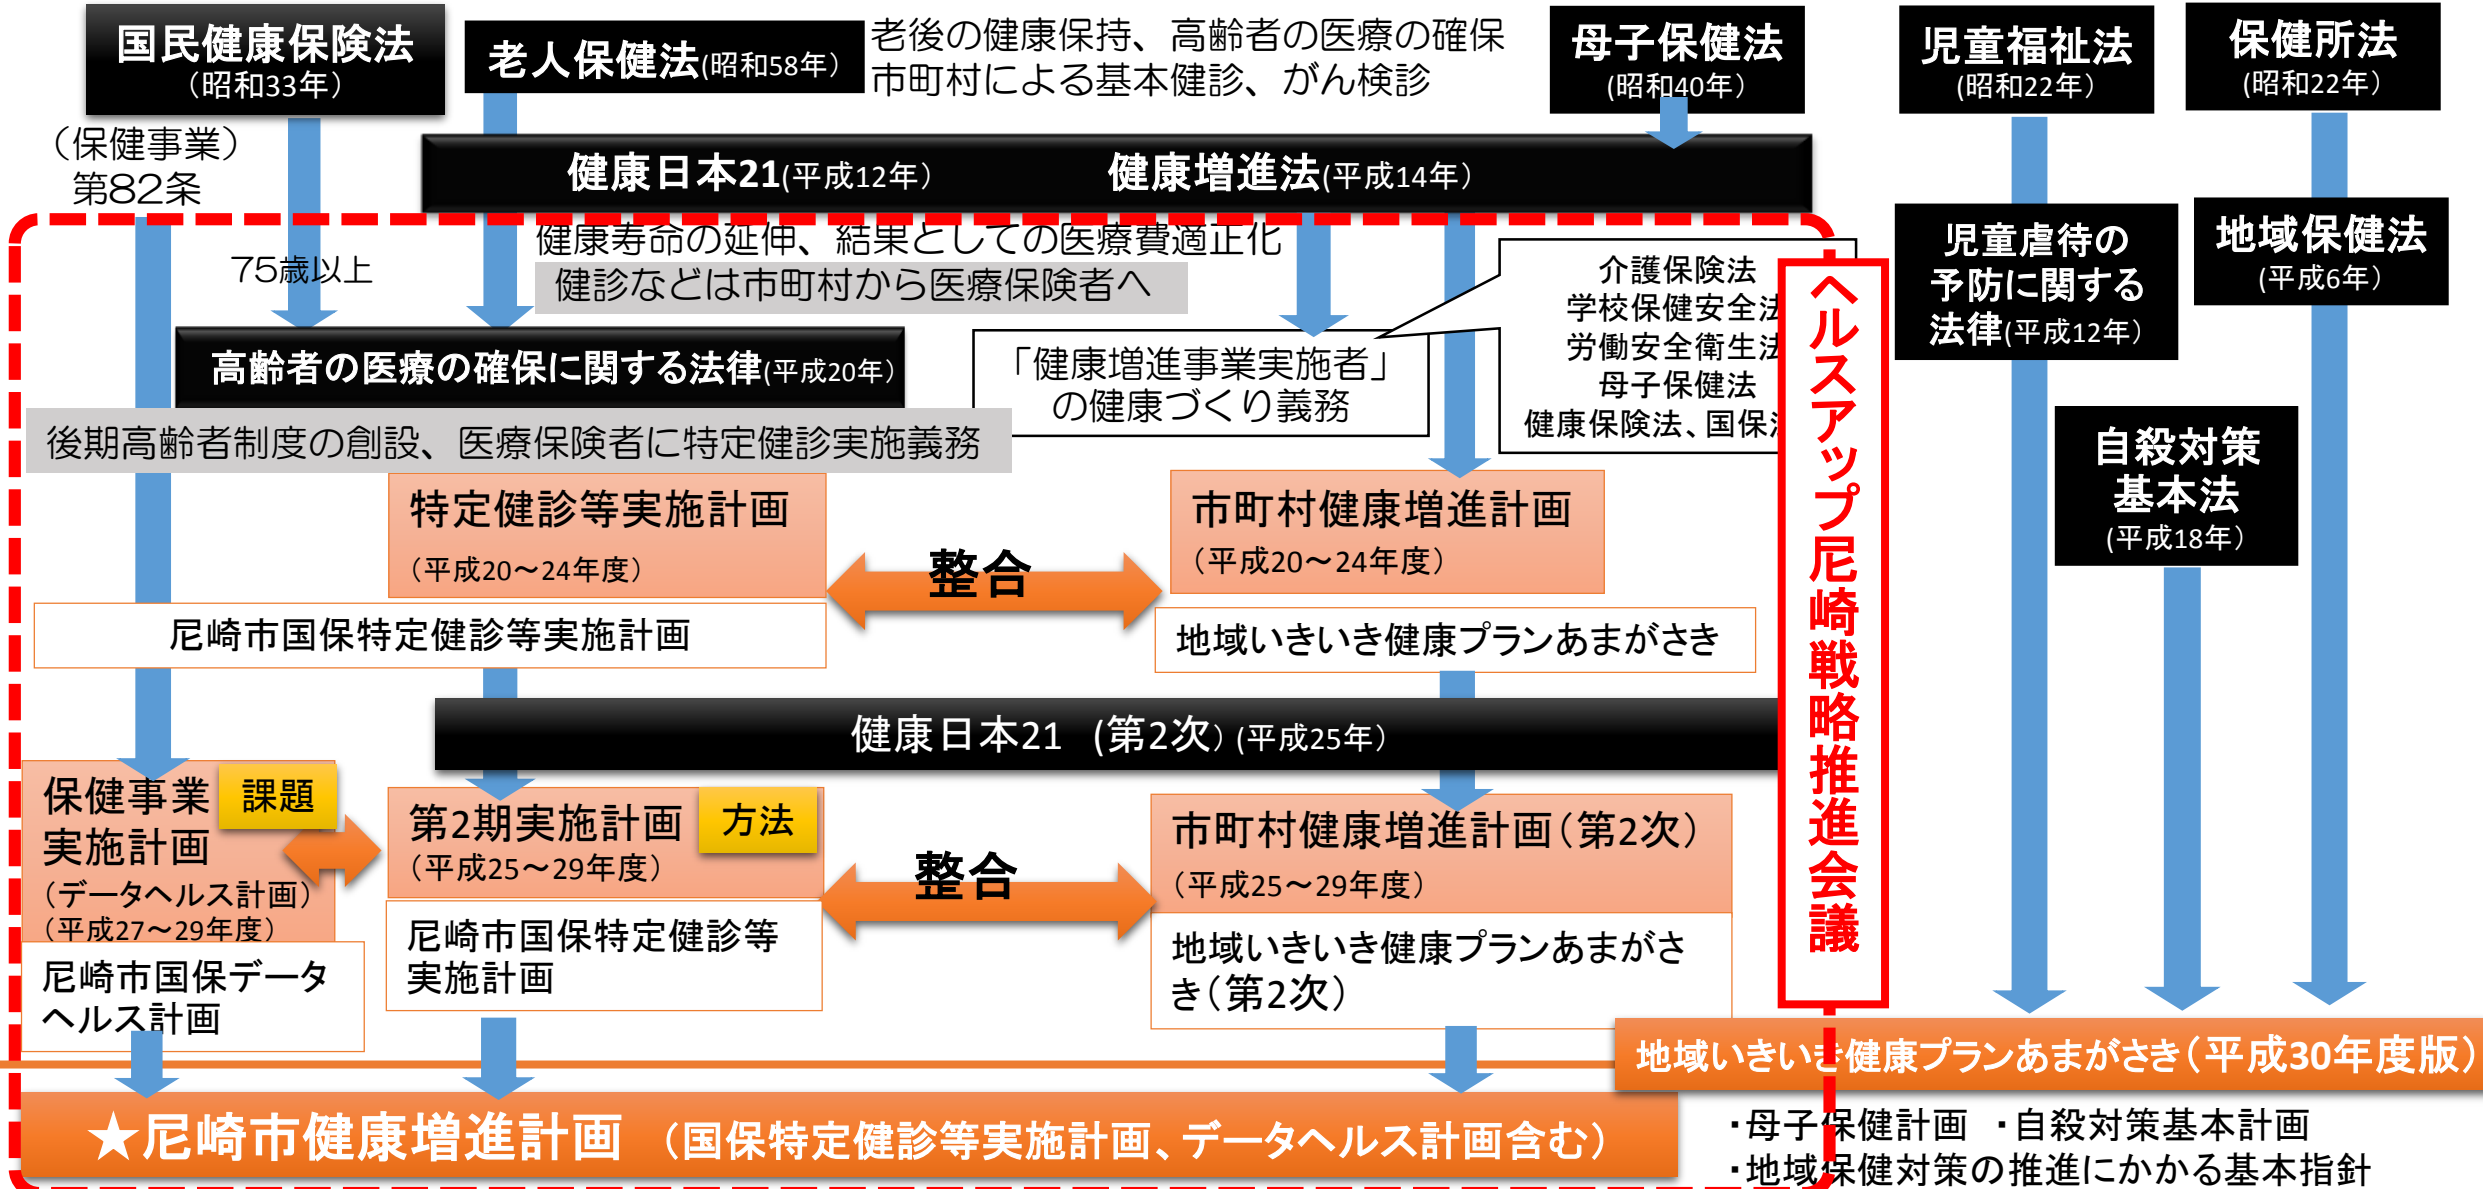 国民健康保険法
（昭和33年）
老人保健法(昭和58年）
老後の健康保持、高齢者の医療の確保
市町村による基本健診、がん検診
母子保健法
(昭和40年）
児童福祉法
(昭和22年）
保健所法
(昭和22年）
（保健事業）
第82条
健康日本21(平成12年）
健康増進法(平成14年）
健康寿命の延伸、結果としての医療費適正化
健診などは市町村から医療保険者へ
75歳以上
高齢者の医療の確保に関する法律(平成20年）
後期高齢者制度の創設、医療保険者に特定健診実施義務
「健康増進事業実施者」
の健康づくり義務
介護保険法
学校保健安全法
労働安全衛生法
母子保健法
健康保険法、国保法
ヘルスアップ尼崎戦略推進会議
児童虐待の
予防に関する
法律(平成12年）
地域保健法
(平成6年）
自殺対策
基本法
(平成18年）
特定健診等実施計画
（平成20～24年度）
整合
市町村健康増進計画
（平成20～24年度）
尼崎市国保特定健診等実施計画
地域いきいき健康プランあまがさき
健康日本21 (第2次）(平成25年）
保健事業
実施計画
（データヘルス計画）
（平成27～29年度）
課題
第2期実施計画
（平成25～29年度）
方法
整合
市町村健康増進計画（第2次）
（平成25～29年度）
尼崎市国保データ
ヘルス計画
尼崎市国保特定健診等
実施計画
地域いきいき健康プランあまがさ
き（第2次）
地域いきいき健康プランあまがさき（平成30年度版）
★尼崎市健康増進計画 （国保特定健診等実施計画、データヘルス計画含む）
・母子保健計画 ・自殺対策基本計画
・地域保健対策の推進にかかる基本指針